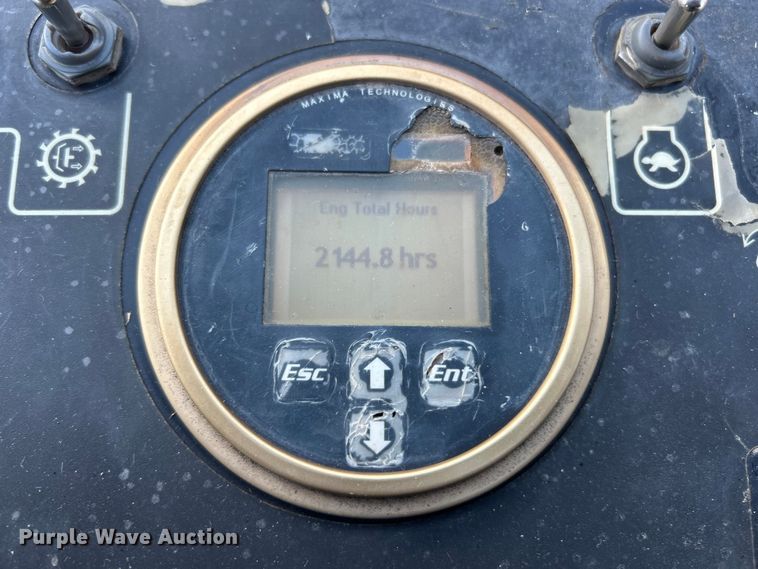 MAXIMA TECHNOLOGIES
Eng Total Hours
2144.8 hrs
Esc
Ent
Purple Wave Auction